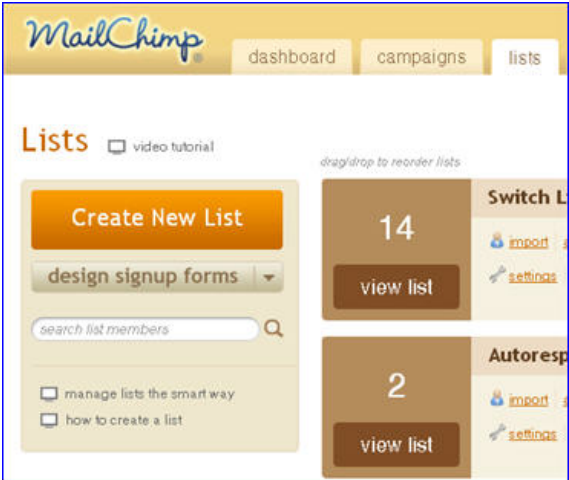 MailChimp®
dashboard campaigns lists
Lists video tutorial
drag/drop to reorder lists
Create New List
design signup forms
search list members
manage lists the smart way
how to create a list
14
view list
Switch
import
settings
2
view list
Autoresp
import
settings